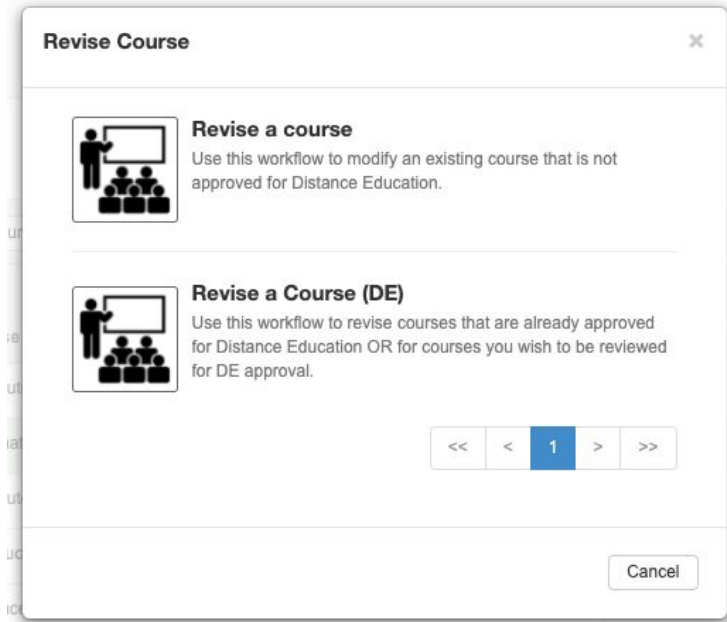 Revise Course
×
Revise a course
Use this workflow to modify an existing course that is not
approved for Distance Education.
Revise a Course (DE)
Use this workflow to revise courses that are already approved
for Distance Education OR for courses you wish to be reviewed
for DE approval.
<< < 1 > >>
Cancel